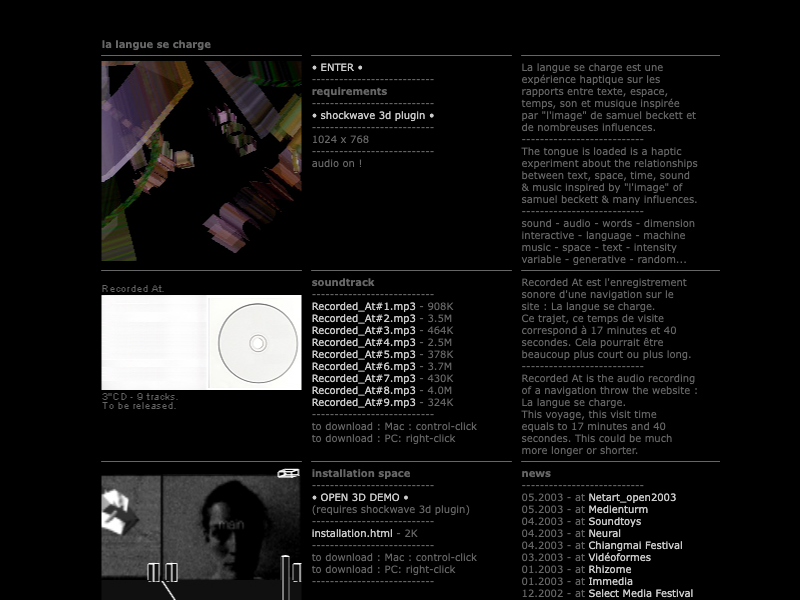 la langue se charge
• ENTER •
---------------------------
requirements
---------------------------
• shockwave 3d plugin •
---------------------------
1024 x 768
---------------------------
audio on !
La langue se charge est une
expérience haptique sur les
rapports entre texte, espace,
temps, son et musique inspirée
par "l'image" de samuel beckett et
de nombreuses influences.
---------------------------
The tongue is loaded is a haptic
experiment about the relationships
between text, space, time, sound
& music inspired by "l'image" of
samuel beckett & many influences.
---------------------------
sound - audio - words - dimension
interactive - language - machine
music - space - text - intensity
variable - generative - random...
Recorded At.
3"CD - 9 tracks.
To be released.
soundtrack
---------------------------
Recorded_At#1.mp3 - 908K
Recorded_At#2.mp3 - 3.5M
Recorded_At#3.mp3 - 464K
Recorded_At#4.mp3 - 2.5M
Recorded_At#5.mp3 - 378K
Recorded_At#6.mp3 - 3.7M
Recorded_At#7.mp3 - 430K
Recorded_At#8.mp3 - 4.0M
Recorded_At#9.mp3 - 324K
---------------------------
to download : Mac : control-click
to download : PC: right-click
Recorded At est l'enregistrement
sonore d'une navigation sur le
site : La langue se charge.
Ce trajet, ce temps de visite
correspond à 17 minutes et 40
secondes. Cela pourrait être
beaucoup plus court ou plus long.
---------------------------
Recorded At is the audio recording
of a navigation throw the website :
La langue se charge.
This voyage, this visit time
equals to 17 minutes and 40
secondes. This could be much
more longer or shorter.
main
installation space
---------------------------
• OPEN 3D DEMO •
(requires shockwave 3d plugin)
---------------------------
installation.html - 2K
---------------------------
to download : Mac : control-click
to download : PC: right-click
---------------------------
news
---------------------------
05.2003 - at Netart_open2003
05.2003 - at Medienturm
04.2003 - at Soundtoys
04.2003 - at Neural
04.2003 - at Chiangmai Festival
03.2003 - at Vidéoformes
01.2003 - at Rhizome
01.2003 - at Immedia
12.2002 - at Select Media Festival